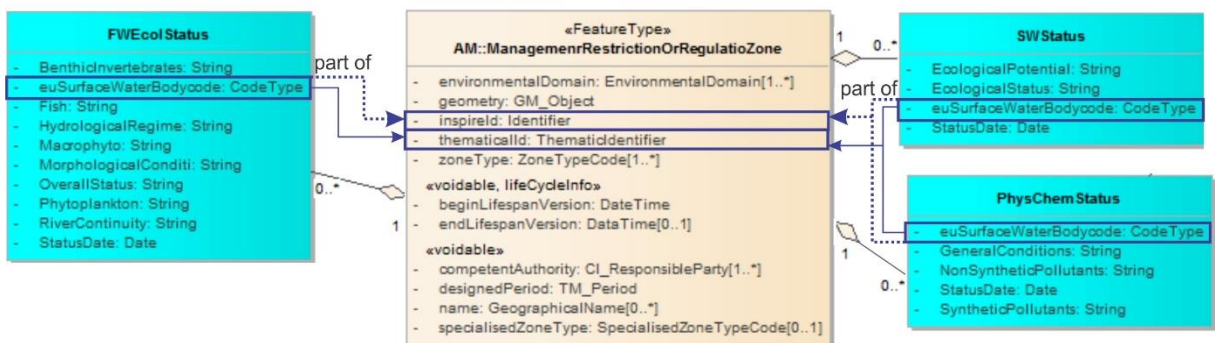 FWEcolStatus
- BenthicInvertebrates: String
- euSurfaceWaterBodycode: CodeType
- Fish: String
- HydrologicalRegime: String
- Macrophyto: String
- MorphologicalConditi: String
- OverallStatus: String
- Phytoplankton: String
- RiverContinuity: String
- StatusDate: Date
part of
0..*
1
«FeatureType»
AM::ManagemenrRestrictionOrRegulatioZone
- environmentalDomain: EnvironmentalDomain[1..*]
- geometry: GM_Object
- inspireId: Identifier
- thematicaIId: ThematicIdentifier
- zoneType: ZoneTypeCode[1..*]
«voidable, lifeCycleInfo»
- beginLifespanVersion: DateTime
- endLifespanVersion: DataTime[0..1]
«voidable»
- competentAuthority: CI_ResponsibleParty[1..*]
- designedPeriod: TM_Period
- name: GeographicalName[0..*]
- specialisedZoneType: SpecialisedZoneTypeCode[0..1]
1
0..*
part of
1
0..*
SWStatus
- EcologicalPotential: String
- EcologicalStatus: String
- euSurfaceWaterBodycode: CodeType
- StatusDate: Date
PhysChemStatus
- euSurfaceWaterBodycode: CodeType
- GeneralConditions: String
- NonSyntheticPollutants: String
- StatusDate: Date
- SyntheticPollutants: String